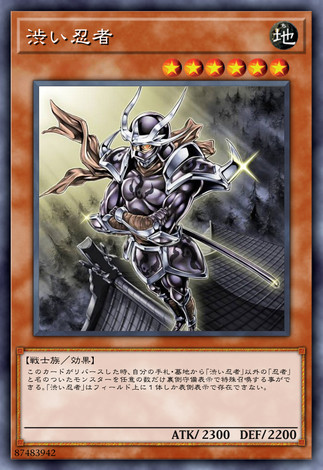 渋い忍者
地
【戦士族／効果】
このカードがリバースした時、自分の手札・墓地から「渋い忍者」以外の「忍者」
と名のついたモンスターを任意の数だけ裏側守備表示で特殊召喚する事がで
きる。「渋い忍者」はフィールド上に１体しか表側表示で存在できない。
ATK/ 2300 DEF/ 2200
87483942